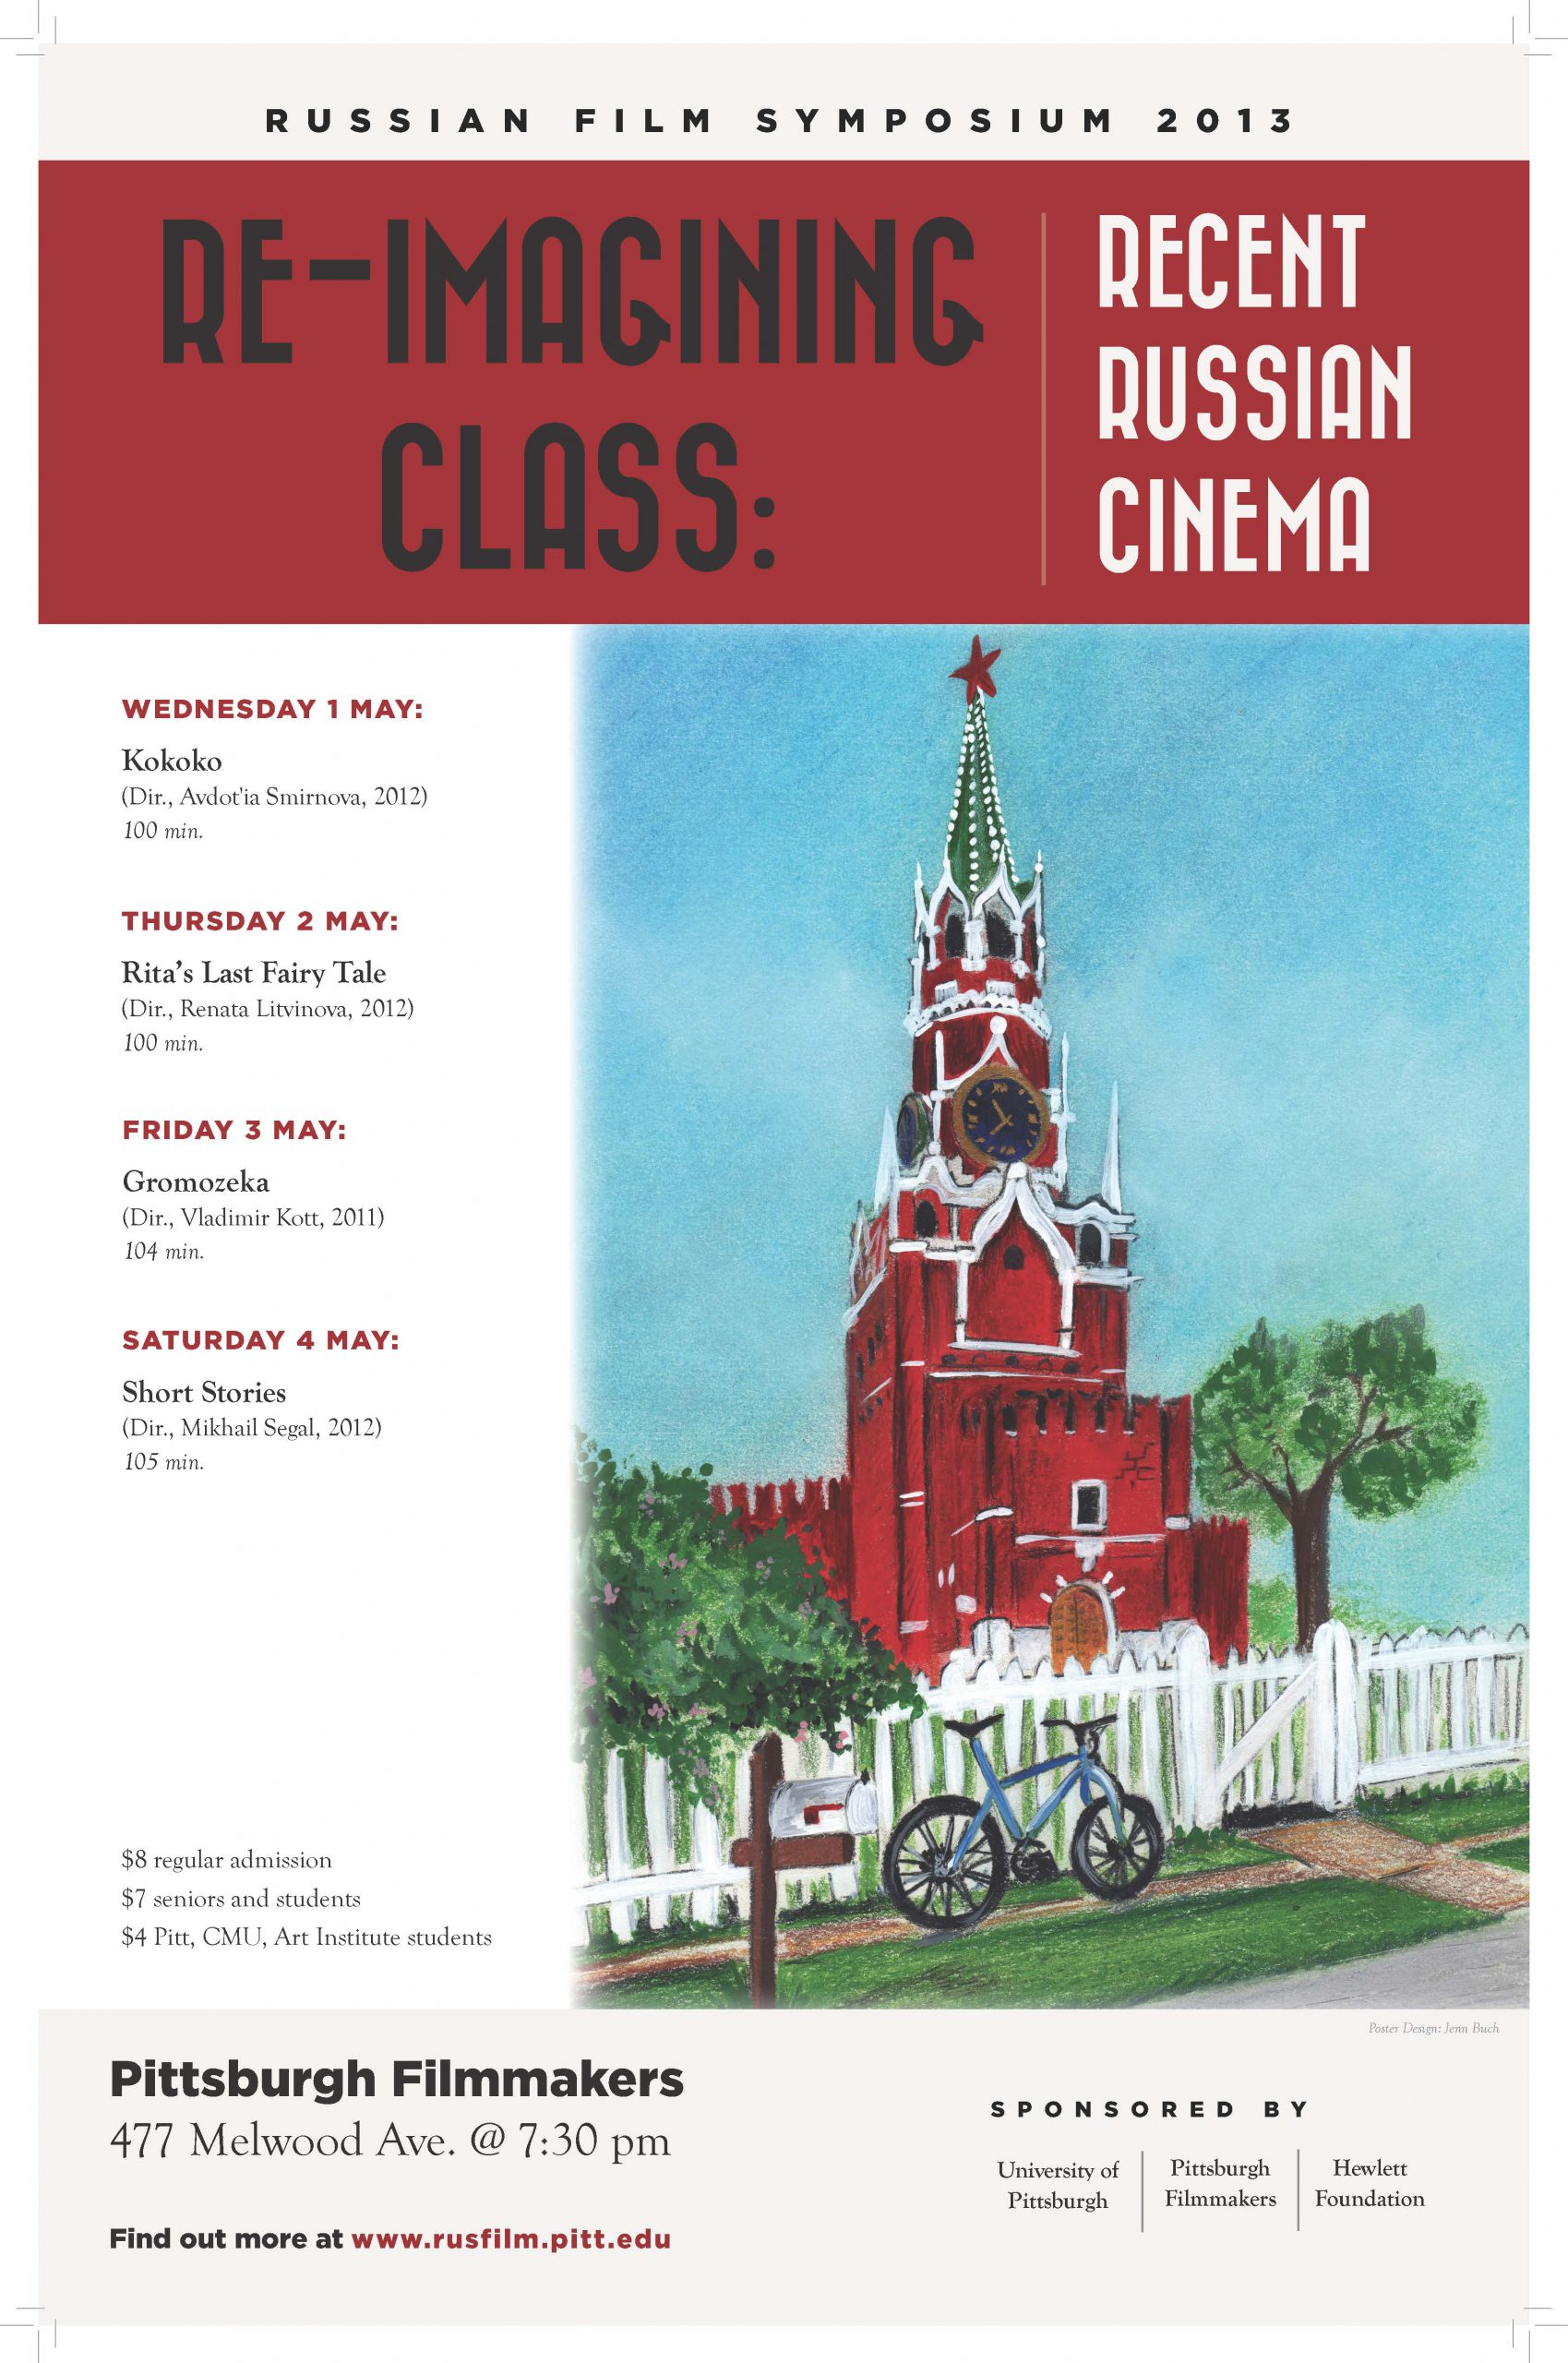 RUSSIAN FILM SYMPOSIUM 2013
RE-IMAGINING
CLASS:
RECENT
RUSSIAN
CINEMA
WEDNESDAY 1 MAY:
Kokoko
(Dir., Avdot'ia Smirnova, 2012)
100 min.
THURSDAY 2 MAY:
Rita's Last Fairy Tale
(Dir., Renata Litvinova, 2012)
100 min.
FRIDAY 3 MAY:
Gromozeka
(Dir., Vladimir Kott, 2011)
104 min.
SATURDAY 4 MAY:
Short Stories
(Dir., Mikhail Segal, 2012)
105 min.
$8 regular admission
$7 seniors and students
$4 Pitt, CMU, Art Institute students
Poster Design: Jenn Buch
Pittsburgh Filmmakers
477 Melwood Ave. @ 7:30 pm
Find out more at www.rusfilm.pitt.edu
SPONSORED BY
University of
Pittsburgh
Pittsburgh
Filmmakers
Hewlett
Foundation